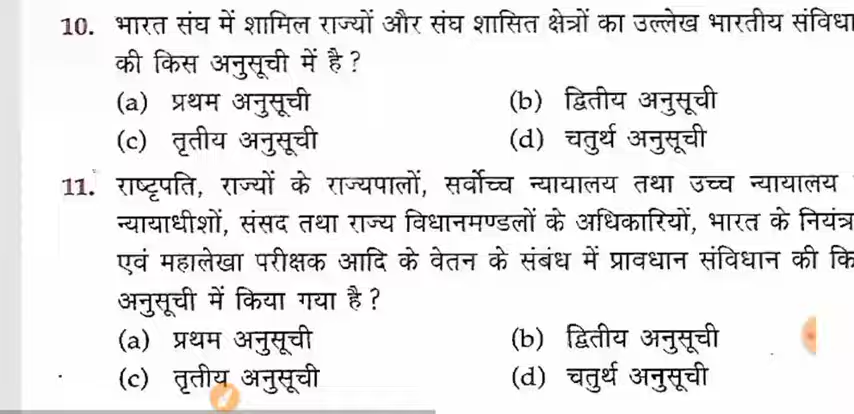 10. भारत संघ में शामिल राज्यों और संघ शासित क्षेत्रों का उल्लेख भारतीय
की किस अनुसूची में है ?
(a) प्रथम अनुसूची (b) द्वितीय अनुसूची
(c) तृतीय अनुसूची (d) चतुर्थ अनुसूची
11. राष्ट्रपति, राज्यों के राज्यपालों, सर्वोच्च न्यायालय तथा उच्च न्यायालय
न्यायाधीशों, संसद तथा राज्य विधानमण्डलों के अधिकारियों, भारत के
एवं महालेखा परीक्षक आदि के वेतन के संबंध में प्रावधान संविधान की
अनुसूची में किया गया है ?
(a) प्रथम अनुसूची (b) द्वितीय अनुसूची
(c) तृतीय अनुसूची (d) चतुर्थ अनुसूची